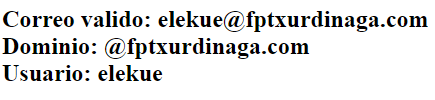 Correo valido: elekue@fptxurdinaga.com
Dominio: @fptxurdinaga.com
Usuario: elekue